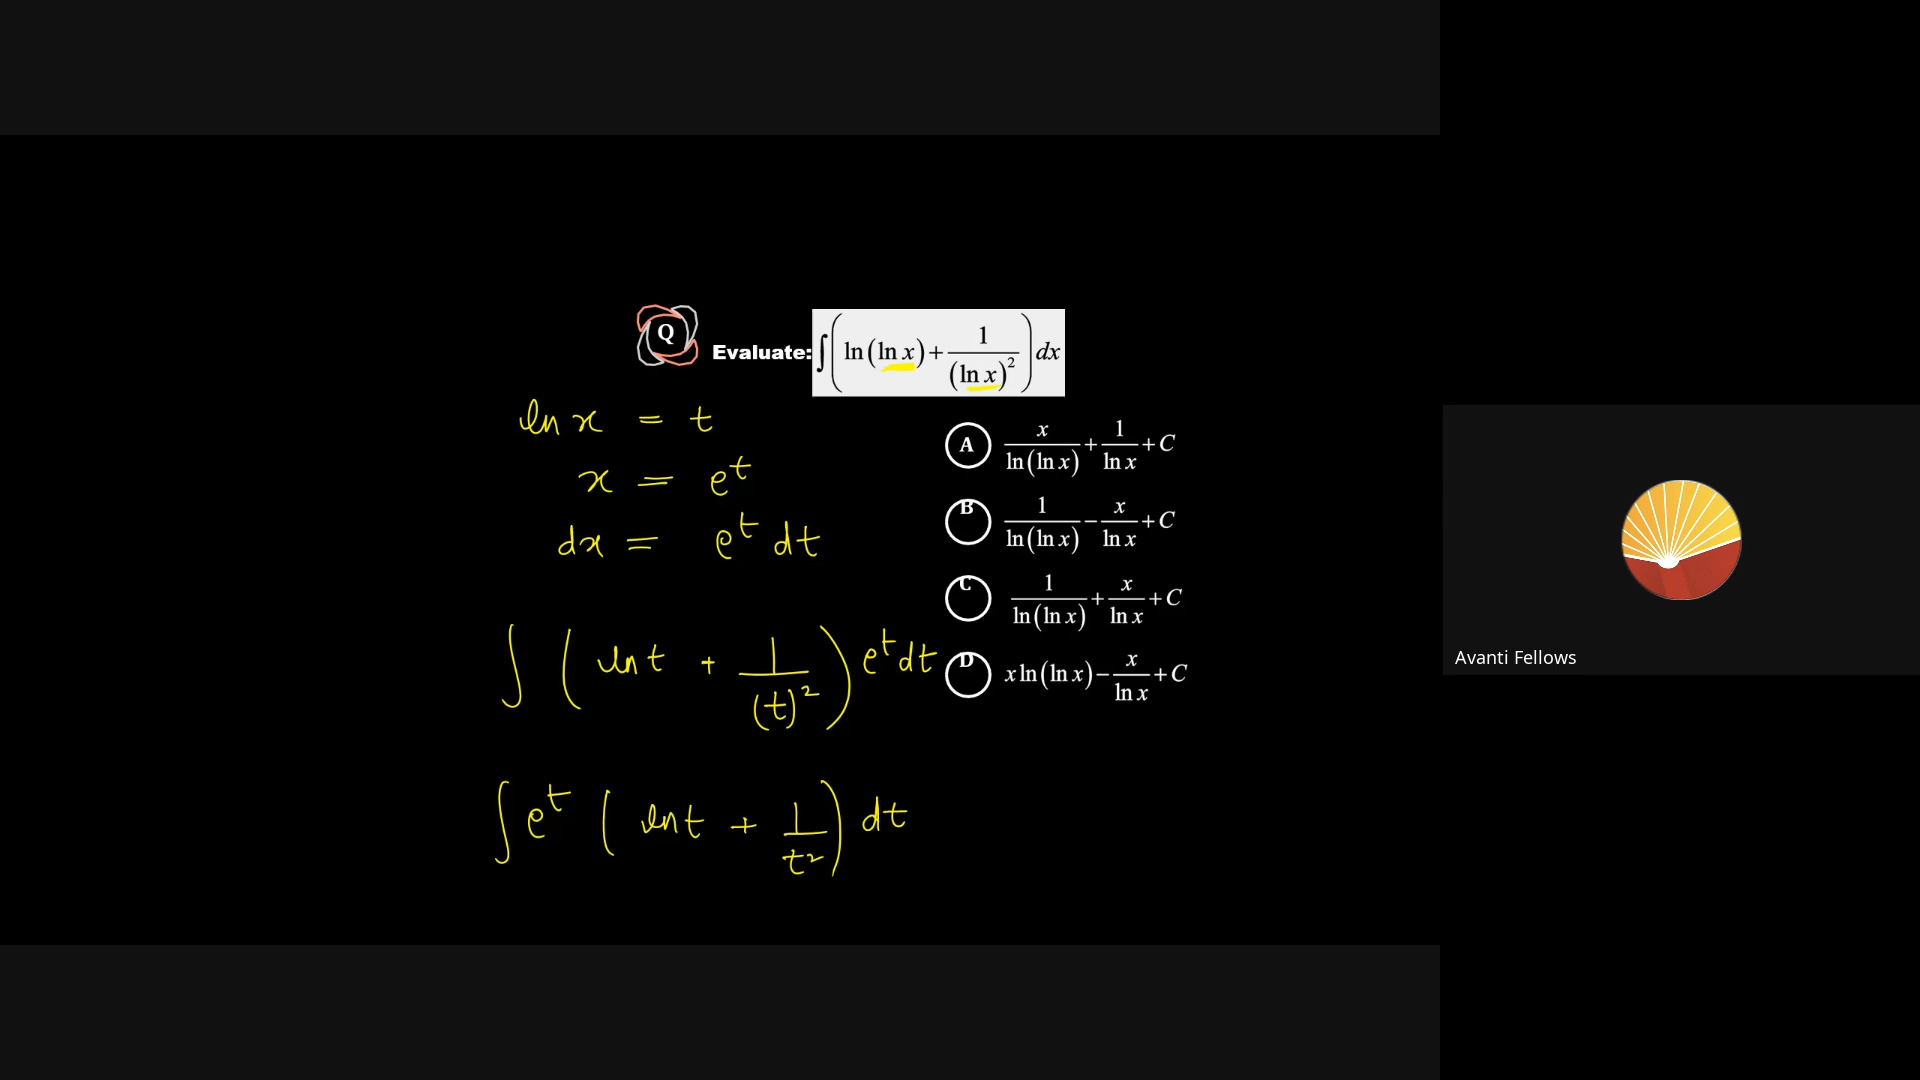 Q Evaluate: ∫(ln(ln x)+1/(ln x)²)dx
ln x = t
x = e^t
dx = e^t dt
∫(ln t + 1/(t)²)e^t dt
∫e^t(ln t + 1/t²)dt
A x/ln(ln x)+1/ln x+C
B 1/ln(ln x)−x/ln x+C
C 1/ln(ln x)+x/ln x+C
D x ln(ln x)−x/ln x+C
Avanti Fellows